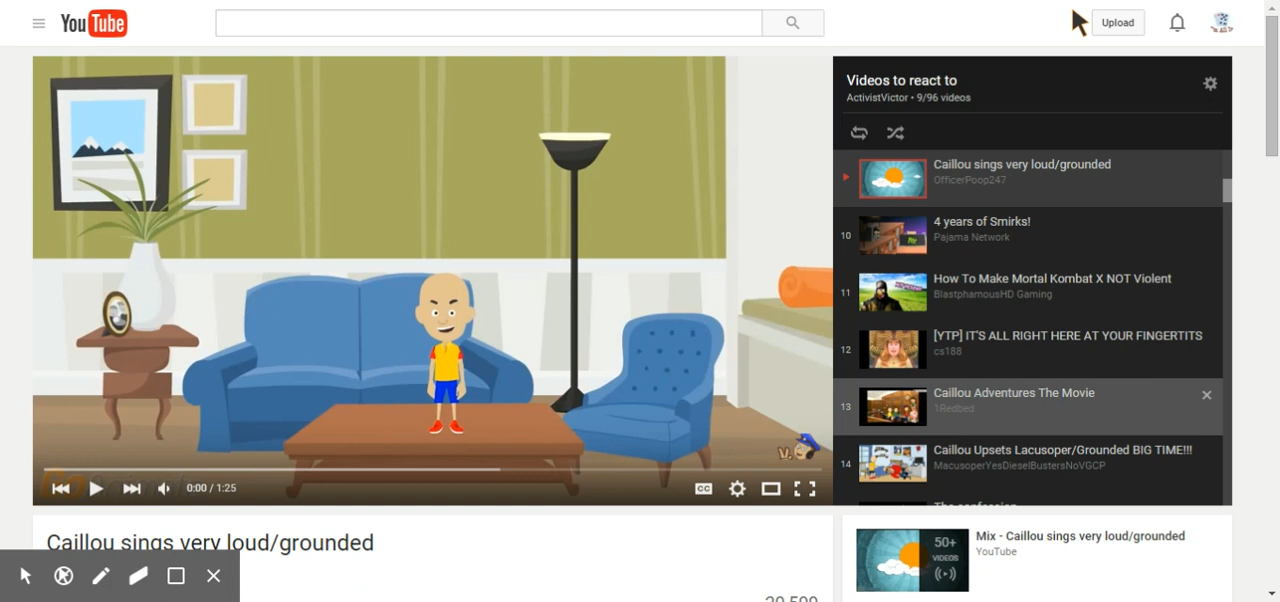 YouTube
Upload
Videos to react to
ActivistVictor • 9/96 videos
Caillou sings very loud/grounded
OfficerPoop247
10
4 years of Smirks!
Pajama Network
11
How To Make Mortal Kombat X NOT Violent
BlastphamousHD Gaming
12
[YTP] IT'S ALL RIGHT HERE AT YOUR FINGERTITS
cs188
13
Caillou Adventures The Movie
1Redbed
14
Caillou Upsets Lacusoper/Grounded BIG TIME!!!
MacusoperYesDieselBustersNoVGCP
The confession
V.
0:00 / 1:25
CC
Caillou sings very loud/grounded
29,599
50+
VIDEOS
Mix - Caillou sings very loud/grounded
YouTube